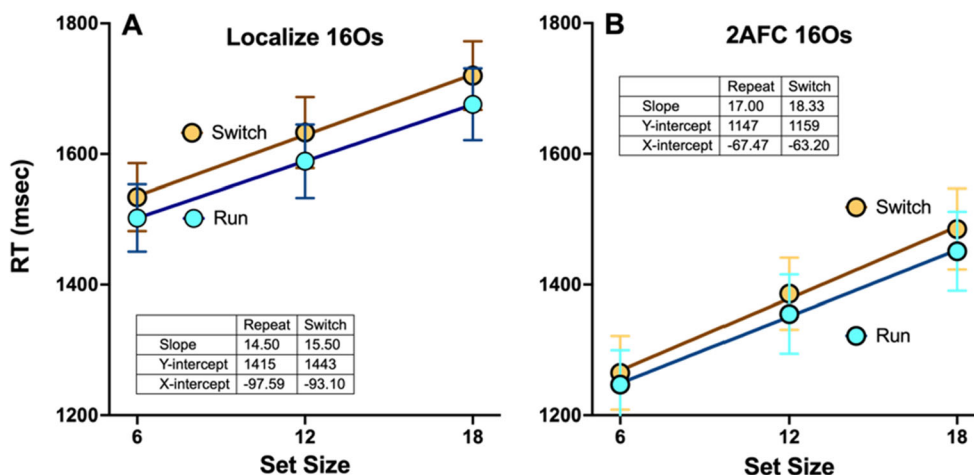 A
Localize 16Os
RT (msec)
1800
1600
1400
1200
Switch
Run
Repeat Switch
Slope 14.50 15.50
Y-intercept 1415 1443
X-intercept -97.59 -93.10
6 12 18
Set Size
B
2AFC 16Os
1800
1600
1400
1200
Repeat Switch
Slope 17.00 18.33
Y-intercept 1147 1159
X-intercept -67.47 -63.20
Switch
Run
6 12 18
Set Size